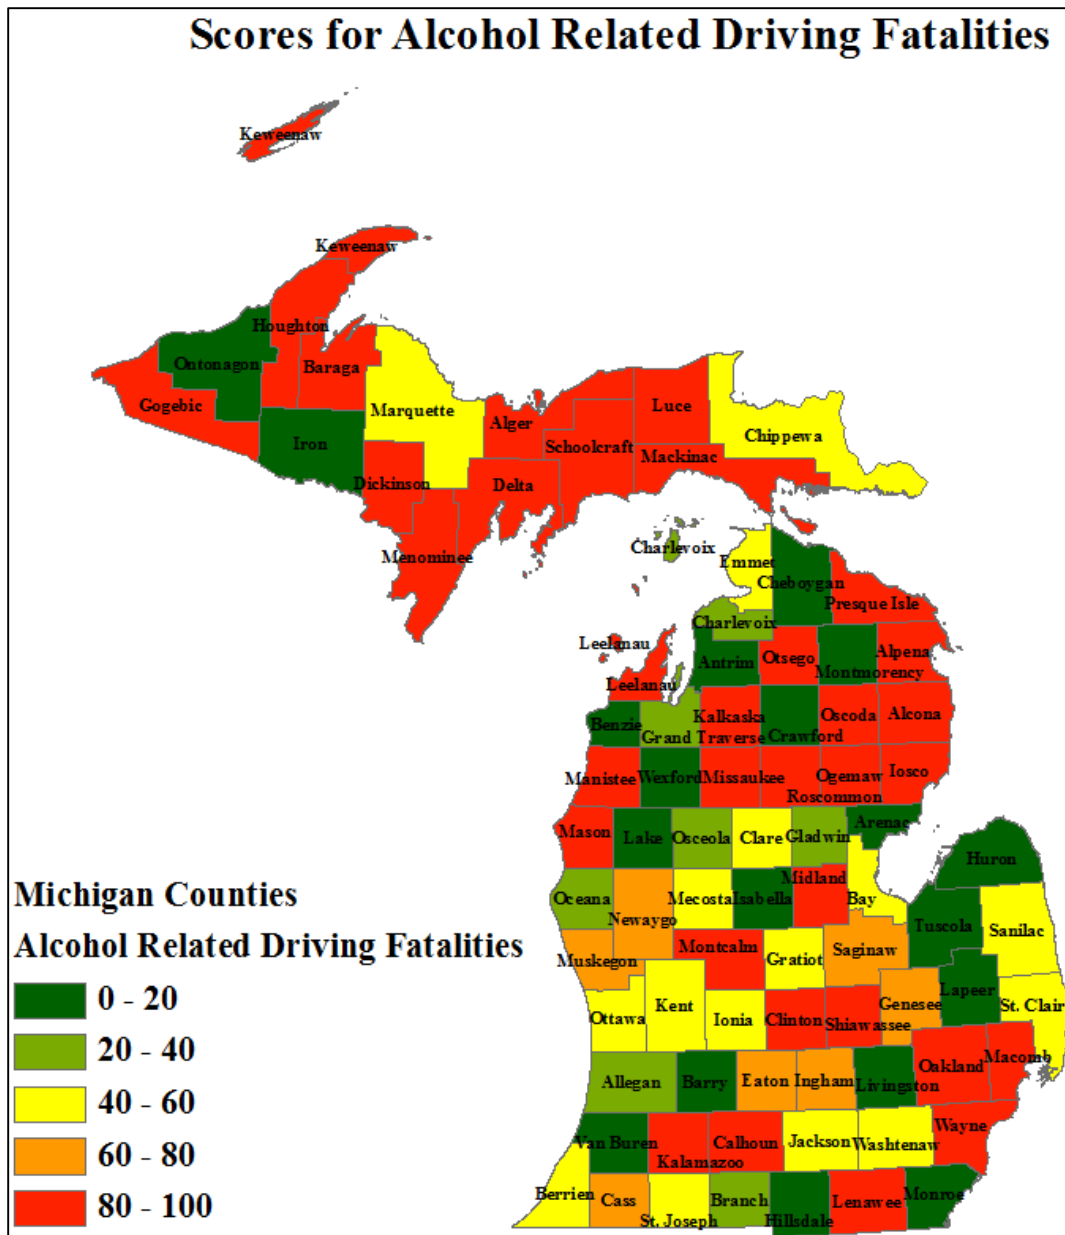 Scores for Alcohol Related Driving Fatalities
Keweenaw
Keweenaw
Houghton
Ontonagon
Baraga
Gogebic
Marquette
Alger
Luce
Iron
Schoolcraft
Chippewa
Mackinac
Dickinson
Delta
Menominee
Charlevoix
Emmet
Cheboygan
Presque Isle
Charlevoix
Leelanau
Antrim
Otsego
Alpena
Montmorency
Leelanau
Benzie
Kalkaska
Oscoda
Alcona
Grand Traverse
Crawford
Manistee
Wexford
Missaukee
Ogemaw
Iosco
Roscommon
Mason
Lake
Osceola
Clare
Gladwin
Arenac
Huron
Midland
Oceana
Mecosta
Isabella
Bay
Newaygo
Tuscola
Sanilac
Montcalm
Muskegon
Gratiot
Saginaw
Lapeer
Kent
Genesee
St. Clair
Ottawa
Ionia
Clinton
Shiawassee
Macomb
Oakland
Allegan
Barry
Eaton
Ingham
Livingston
Wayne
Van Buren
Calhoun
Jackson
Washtenaw
Kalamazoo
Berrien
Cass
Branch
Lenawee
Monroe
St. Joseph
Hillsdale
Michigan Counties
Alcohol Related Driving Fatalities
0 - 20
20 - 40
40 - 60
60 - 80
80 - 100